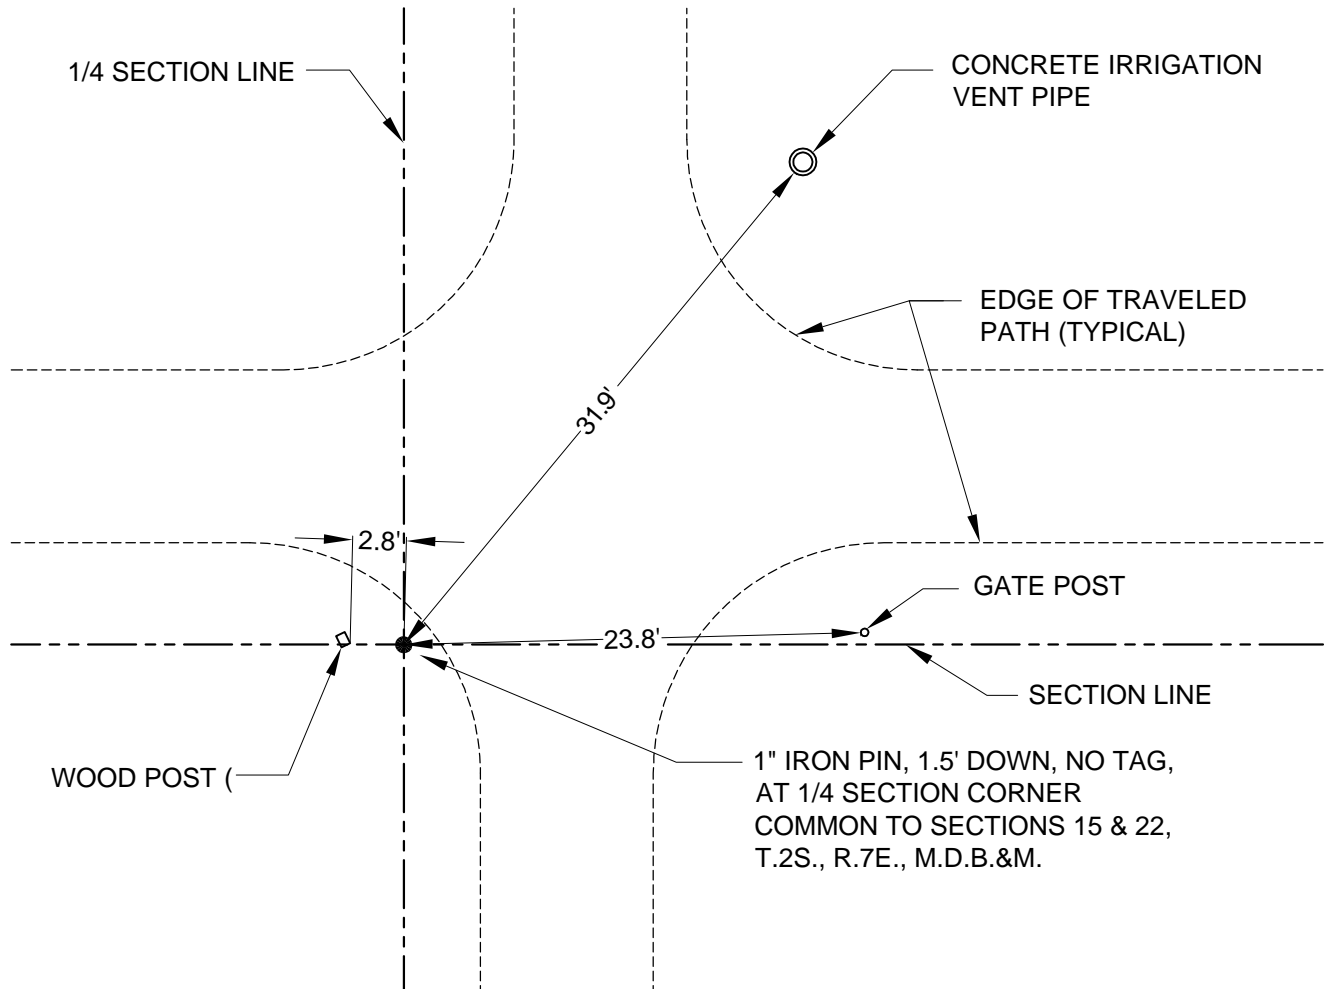 1/4 SECTION LINE
CONCRETE IRRIGATION
VENT PIPE
EDGE OF TRAVELED
PATH (TYPICAL)
31.9'
2.8'
GATE POST
23.8'
SECTION LINE
WOOD POST (
1" IRON PIN, 1.5' DOWN, NO TAG,
AT 1/4 SECTION CORNER
COMMON TO SECTIONS 15 & 22,
T.2S., R.7E., M.D.B.&M.